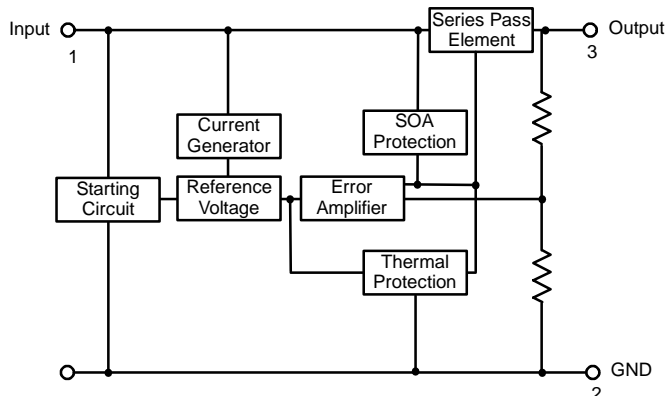 Input
1
Series Pass
Element
Output
3
Current
Generator
SOA
Protection
Starting
Circuit
Reference
Voltage
Error
Amplifier
Thermal
Protection
GND
2